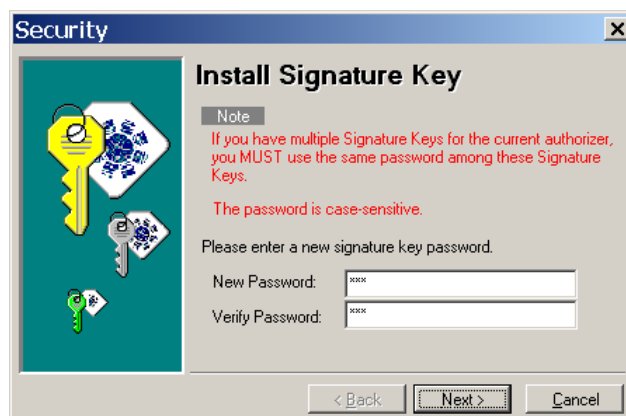 Security
Install Signature Key
Note
If you have multiple Signature Keys for the current authorizer,
you MUST use the same password among these Signature
Keys.
The password is case-sensitive.
Please enter a new signature key password.
New Password: ***
Verify Password: ***
< Back Next > Cancel